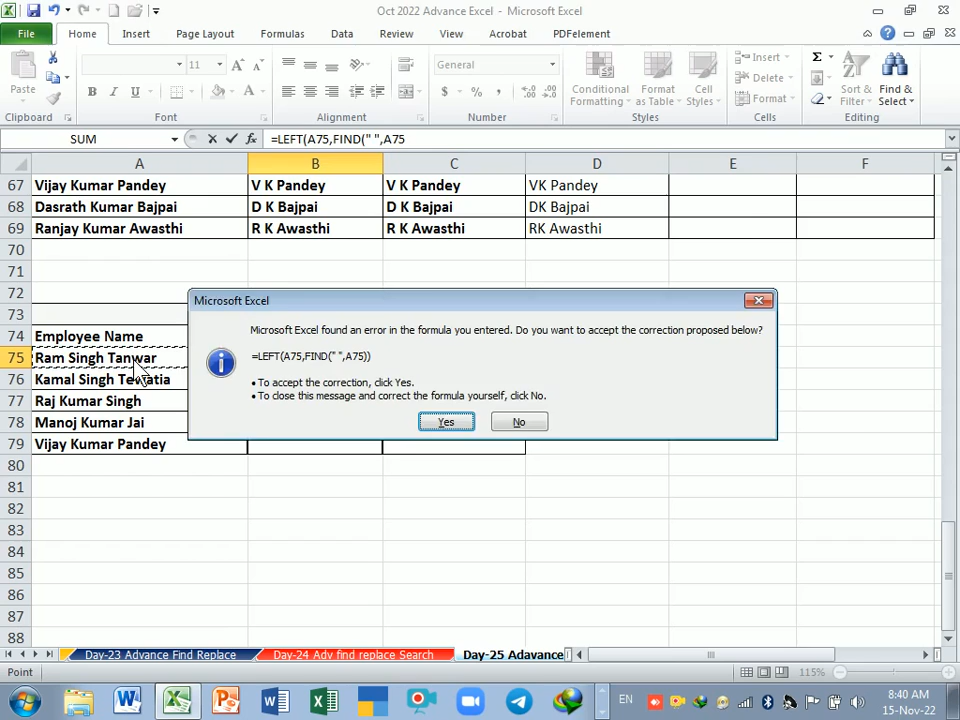 Oct 2022 Advance Excel - Microsoft Excel
File Home Insert Page Layout Formulas Data Review View Acrobat PDFelement
Paste
Clipboard
11
B I U
Font
Alignment
General
$ % ,
Number
Conditional Formatting
Format as Table
Cell Styles
Styles
Insert
Delete
Format
Cells
Sort & Filter
Find & Select
Editing
SUM =LEFT(A75,FIND(" ",A75
A B C D E F
67 Vijay Kumar Pandey V K Pandey V K Pandey VK Pandey
68 Dasrath Kumar Bajpai D K Bajpai D K Bajpai DK Bajpai
69 Ranjay Kumar Awasthi R K Awasthi R K Awasthi RK Awasthi
70
71
72
73
74 Employee Name
75 Ram Singh Tanwar
76 Kamal Singh Tewatia
77 Raj Kumar Singh
78 Manoj Kumar Jai
79 Vijay Kumar Pandey
80
81
82
83
84
85
86
87
88
Microsoft Excel
Microsoft Excel found an error in the formula you entered. Do you want to accept the correction proposed below?
=LEFT(A75,FIND(" ",A75))
• To accept the correction, click Yes.
• To close this message and correct the formula yourself, click No.
Yes No
Day-23 Advance Find Replace Day-24 Adv find replace Search Day-25 Adavance
Point 115%
EN 8:40 AM
15-Nov-22